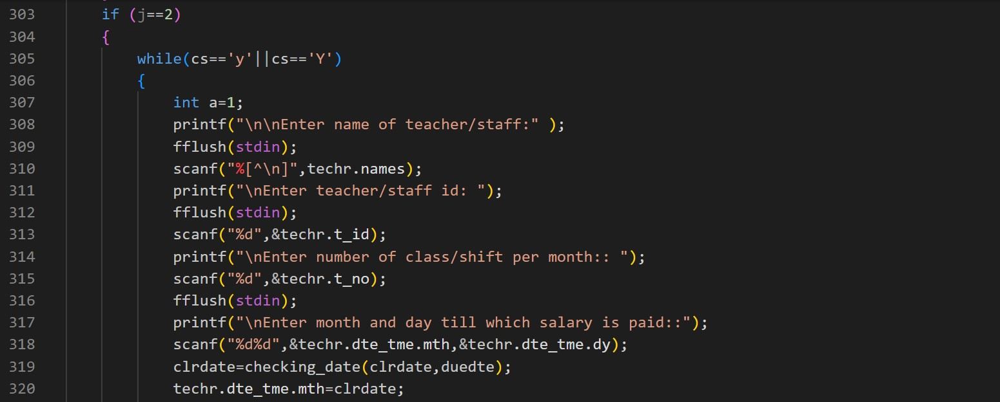 303 if (j==2)
304 {
305 while(cs=='y'||cs=='Y')
306 {
307 int a=1;
308 printf("\n\nEnter name of teacher/staff:" );
309 fflush(stdin);
310 scanf("%[^\n]",techr.names);
311 printf("\nEnter teacher/staff id: ");
312 fflush(stdin);
313 scanf("%d",&techr.t_id);
314 printf("\nEnter number of class/shift per month:: ");
315 scanf("%d",&techr.t_no);
316 fflush(stdin);
317 printf("\nEnter month and day till which salary is paid::");
318 scanf("%d%d",&techr.dte_tme.mth,&techr.dte_tme.dy);
319 clrdate=checking_date(clrdate,duedte);
320 techr.dte_tme.mth=clrdate;